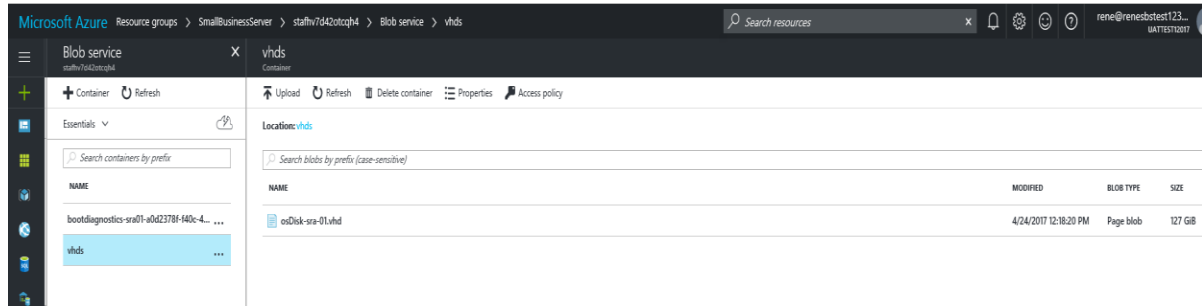 Microsoft Azure Resource groups > SmallBusinessServer > stafhv7d42otcqh4 > Blob service > vhds
Search resources
rene@renesbstest123...
UATTEST12017
Blob service
stafhv7d42otcqh4
vhds
Container
Container Refresh
Upload Refresh Delete container Properties Access policy
Essentials
Location: vhds
Search containers by prefix
Search blobs by prefix (case-sensitive)
NAME
NAME MODIFIED BLOB TYPE SIZE
bootdiagnostics-sra01-a0d2378f-f40c-4... ...
osDisk-sra-01.vhd 4/24/2017 12:18:20 PM Page blob 127 GiB
vhds ...